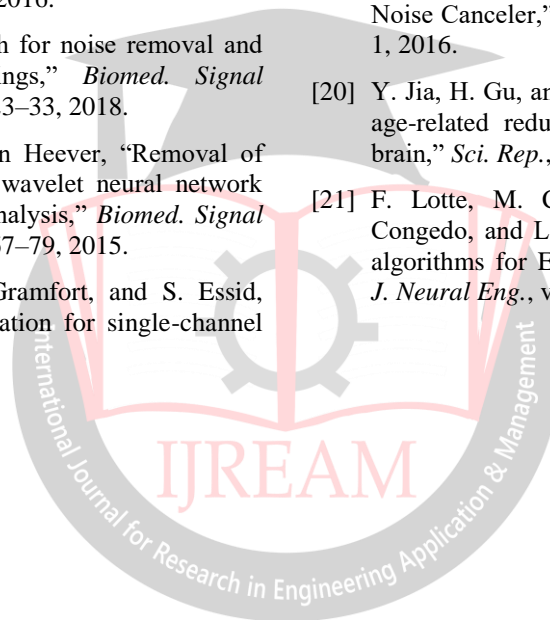 2016.
h for noise removal and
ings,” Biomed. Signal
23–33, 2018.
n Heever, “Removal of
wavelet neural network
nalysis,” Biomed. Signal
67–79, 2015.
Gramfort, and S. Essid,
ation for single-channel
Noise Canceler,”
1, 2016.
[20] Y. Jia, H. Gu, an
age-related redu
brain,” Sci. Rep.,
[21] F. Lotte, M. C
Congedo, and L
algorithms for E
J. Neural Eng., v
IJREAM
International Journal for Research in Engineering Application & Management